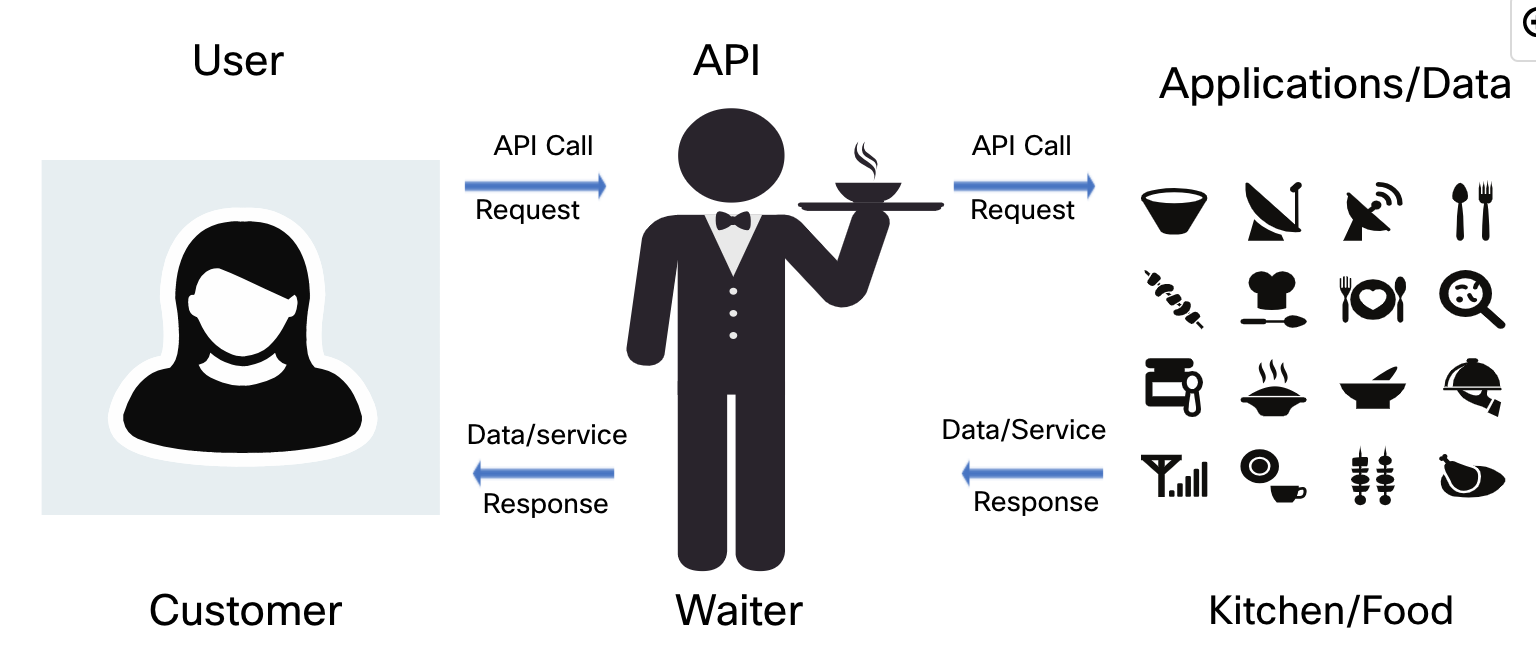 User
API
Applications/Data
API Call
Request
API Call
Request
Data/service
Response
Data/Service
Response
Customer
Waiter
Kitchen/Food